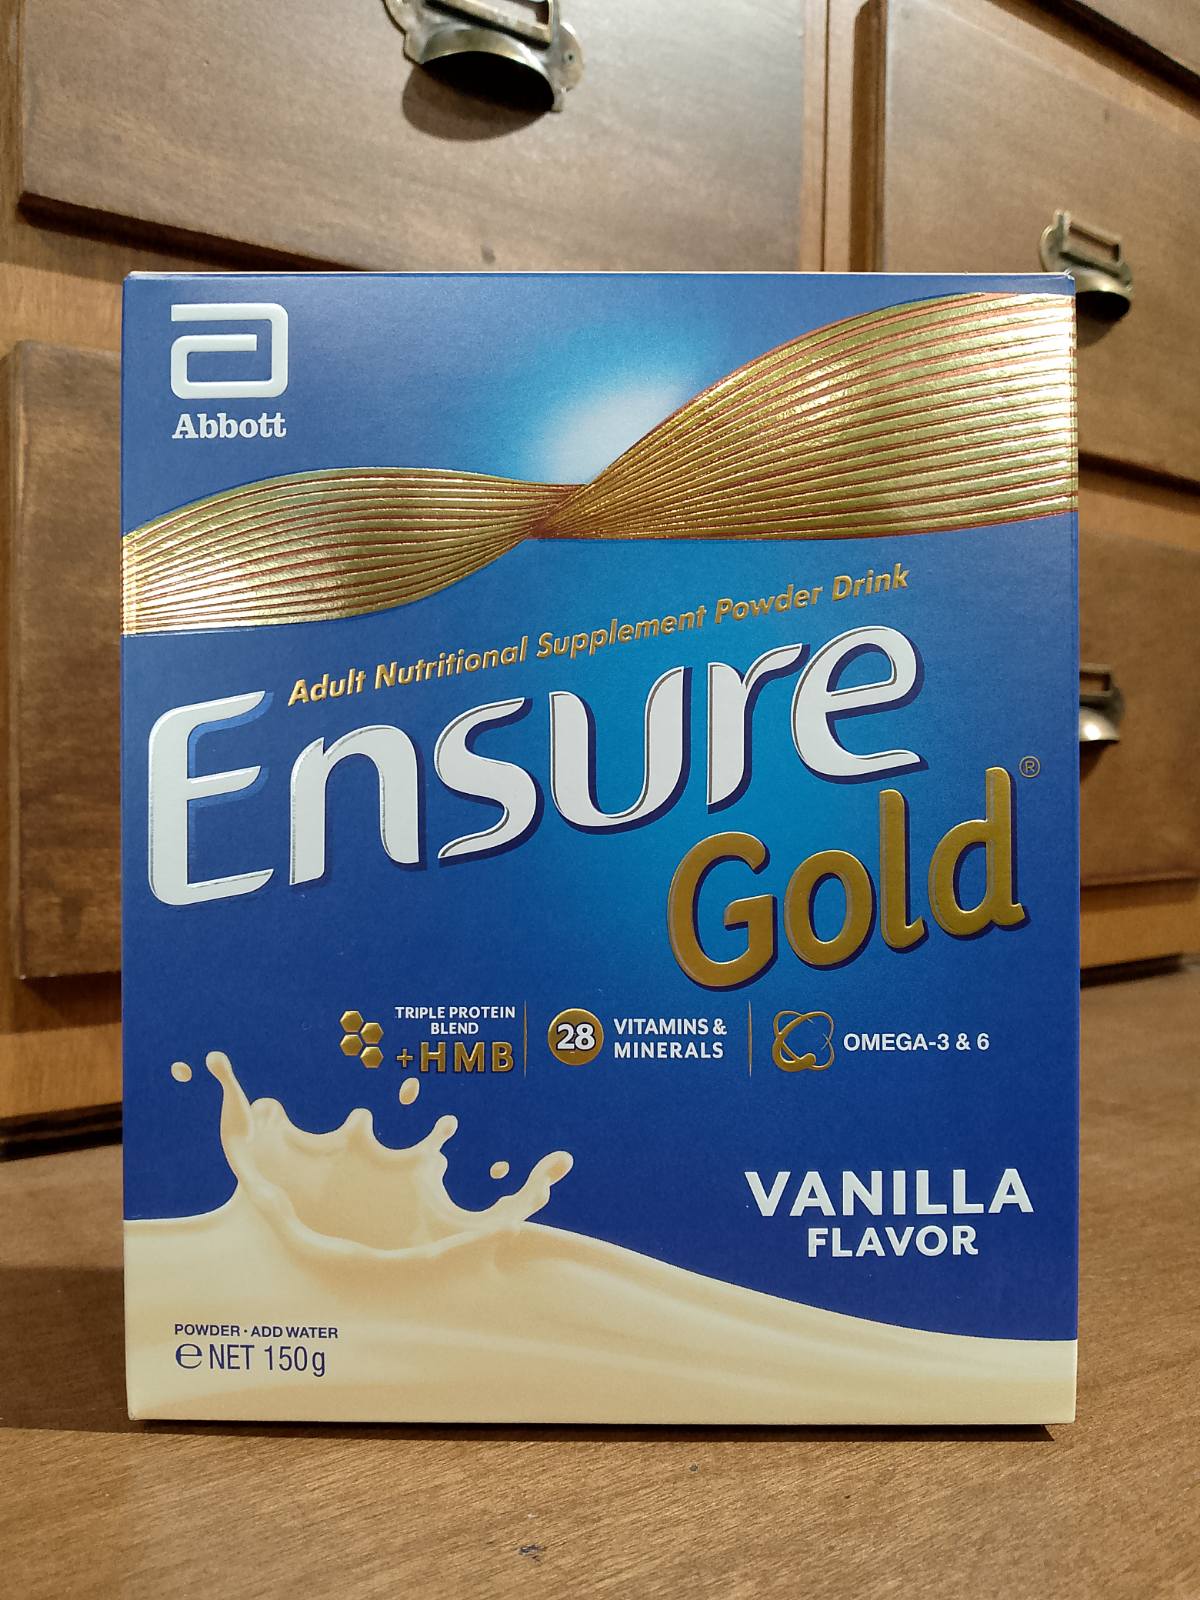 Abbott
Adult Nutritional Supplement Powder Drink
Ensure
Gold®
TRIPLE PROTEIN
BLEND
+HMB
28
VITAMINS &
MINERALS
OMEGA-3 & 6
VANILLA
FLAVOR
POWDER · ADD WATER
℮ NET 150g